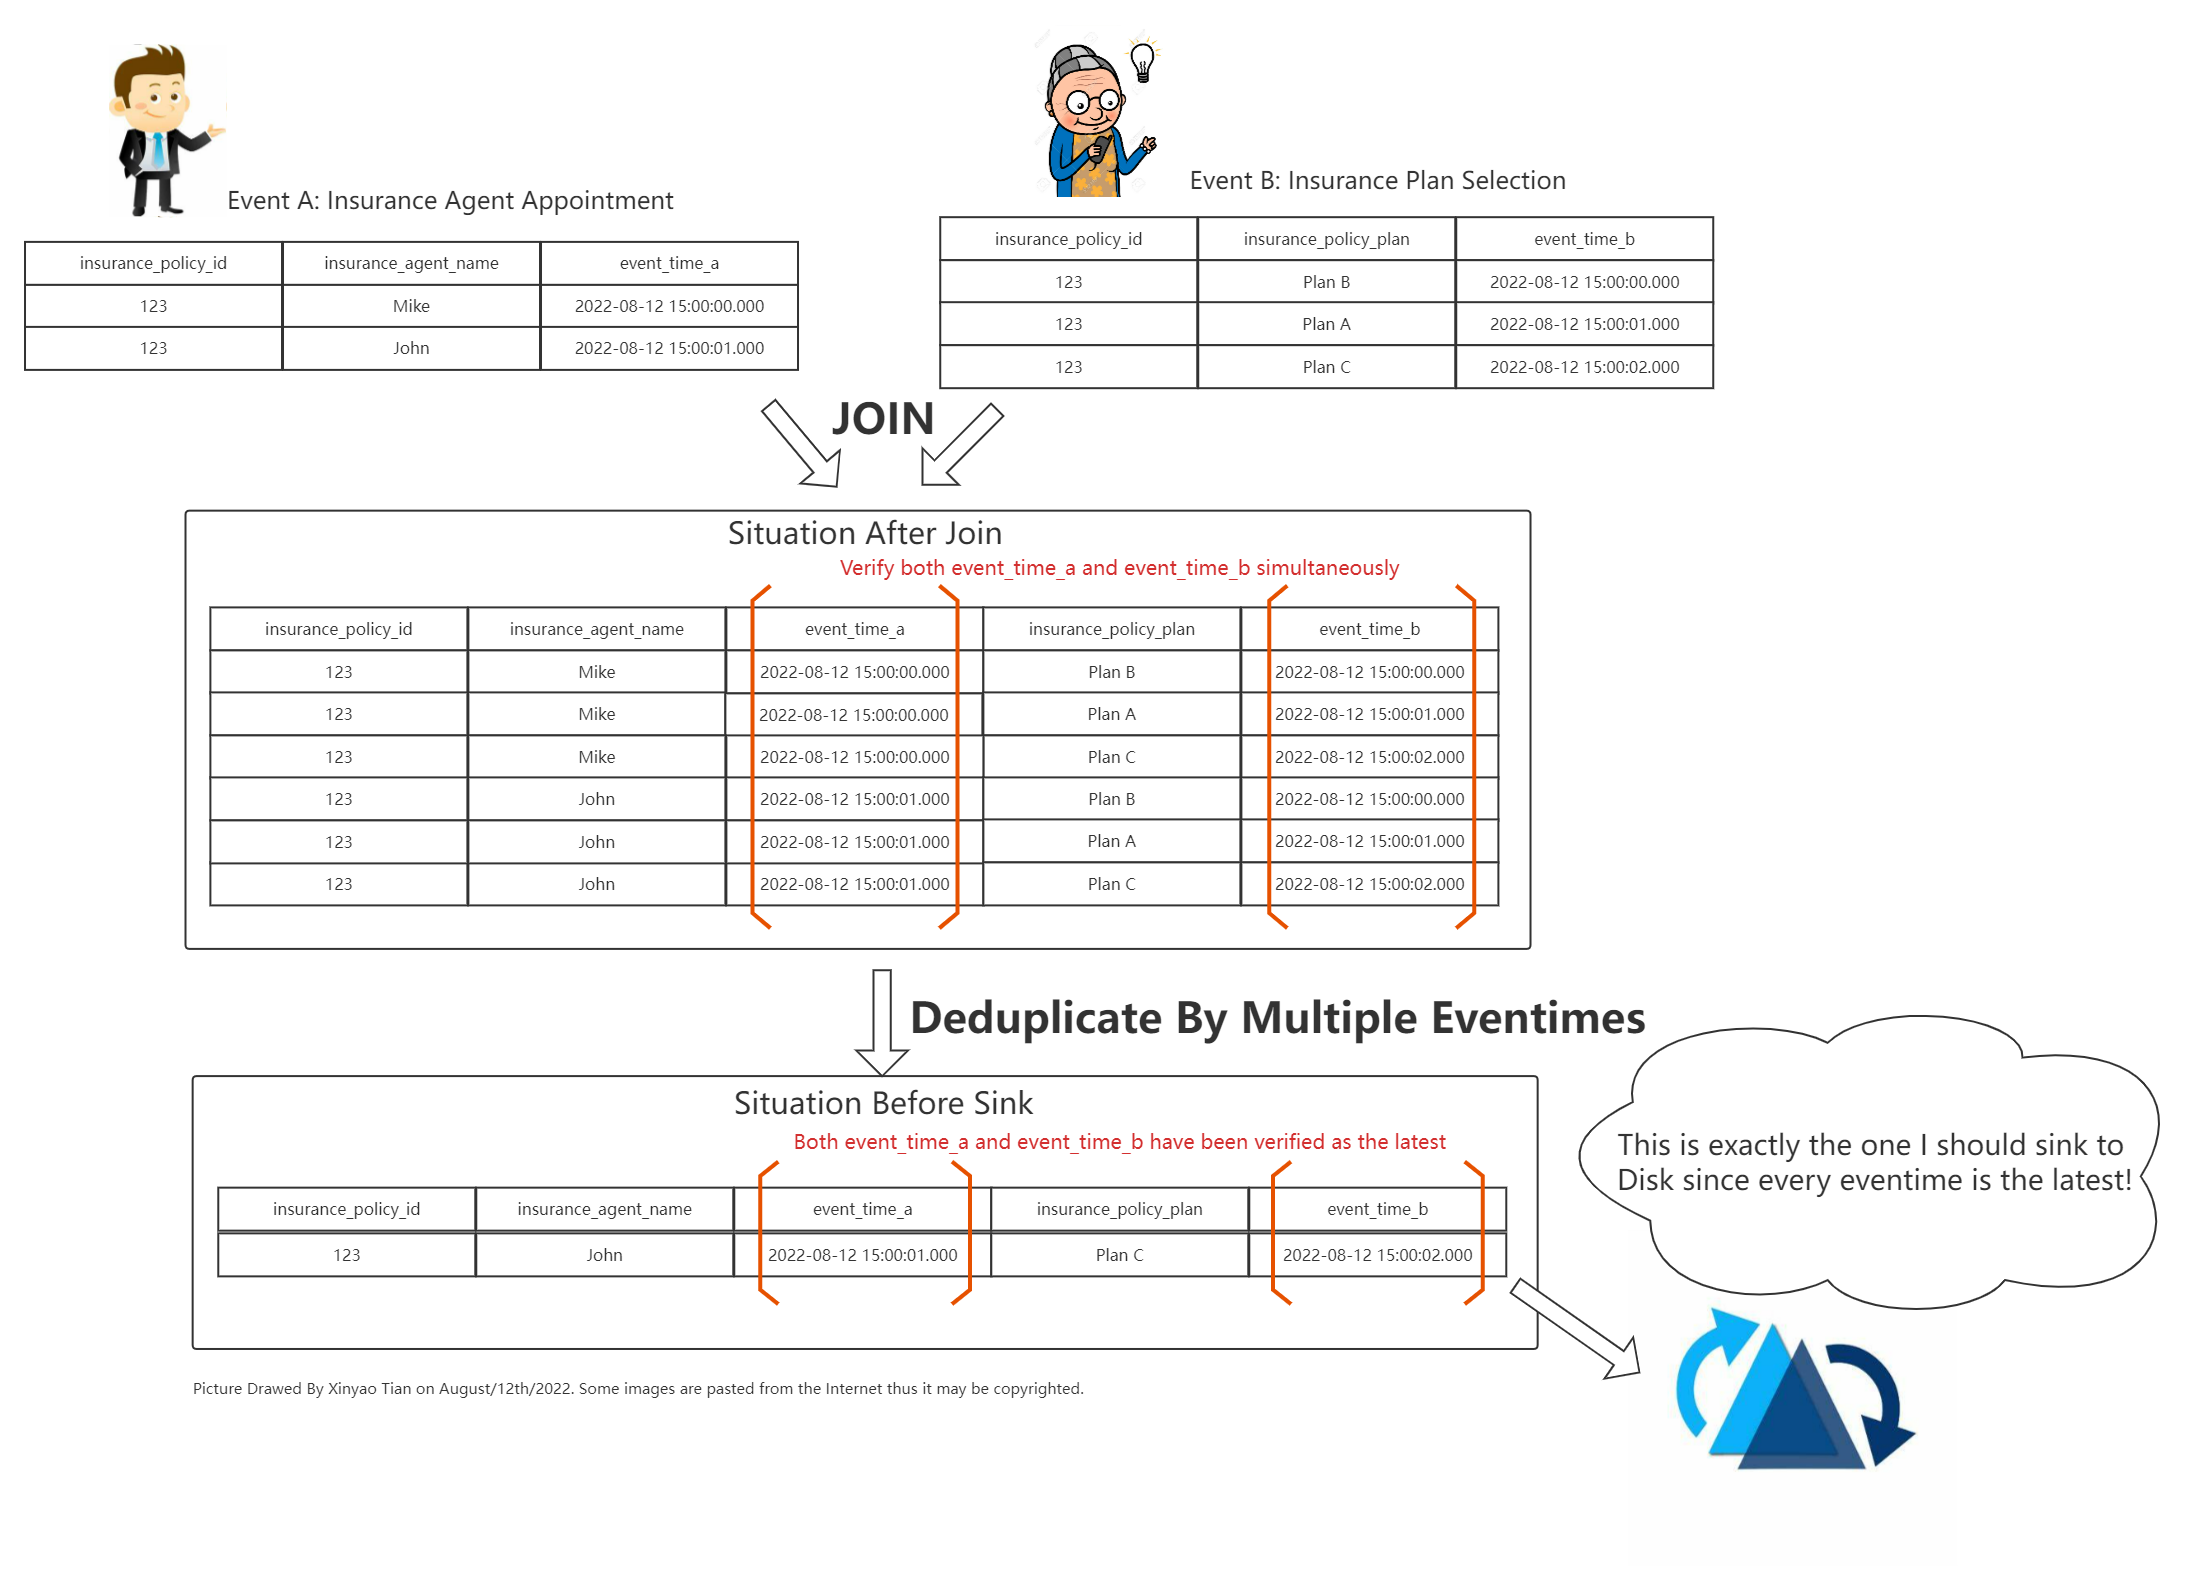 Event A: Insurance Agent Appointment
insurance_policy_id insurance_agent_name event_time_a
123 Mike 2022-08-12 15:00:00.000
123 John 2022-08-12 15:00:01.000
Event B: Insurance Plan Selection
insurance_policy_id insurance_policy_plan event_time_b
123 Plan B 2022-08-12 15:00:00.000
123 Plan A 2022-08-12 15:00:01.000
123 Plan C 2022-08-12 15:00:02.000
JOIN
Situation After Join
Verify both event_time_a and event_time_b simultaneously
insurance_policy_id insurance_agent_name event_time_a insurance_policy_plan event_time_b
123 Mike 2022-08-12 15:00:00.000 Plan B 2022-08-12 15:00:00.000
123 Mike 2022-08-12 15:00:00.000 Plan A 2022-08-12 15:00:01.000
123 Mike 2022-08-12 15:00:00.000 Plan C 2022-08-12 15:00:02.000
123 John 2022-08-12 15:00:01.000 Plan B 2022-08-12 15:00:00.000
123 John 2022-08-12 15:00:01.000 Plan A 2022-08-12 15:00:01.000
123 John 2022-08-12 15:00:01.000 Plan C 2022-08-12 15:00:02.000
Deduplicate By Multiple Eventimes
Situation Before Sink
Both event_time_a and event_time_b have been verified as the latest
insurance_policy_id insurance_agent_name event_time_a insurance_policy_plan event_time_b
123 John 2022-08-12 15:00:01.000 Plan C 2022-08-12 15:00:02.000
This is exactly the one I should sink to
Disk since every eventime is the latest!
Picture Drawed By Xinyao Tian on August/12th/2022. Some images are pasted from the Internet thus it may be copyrighted.